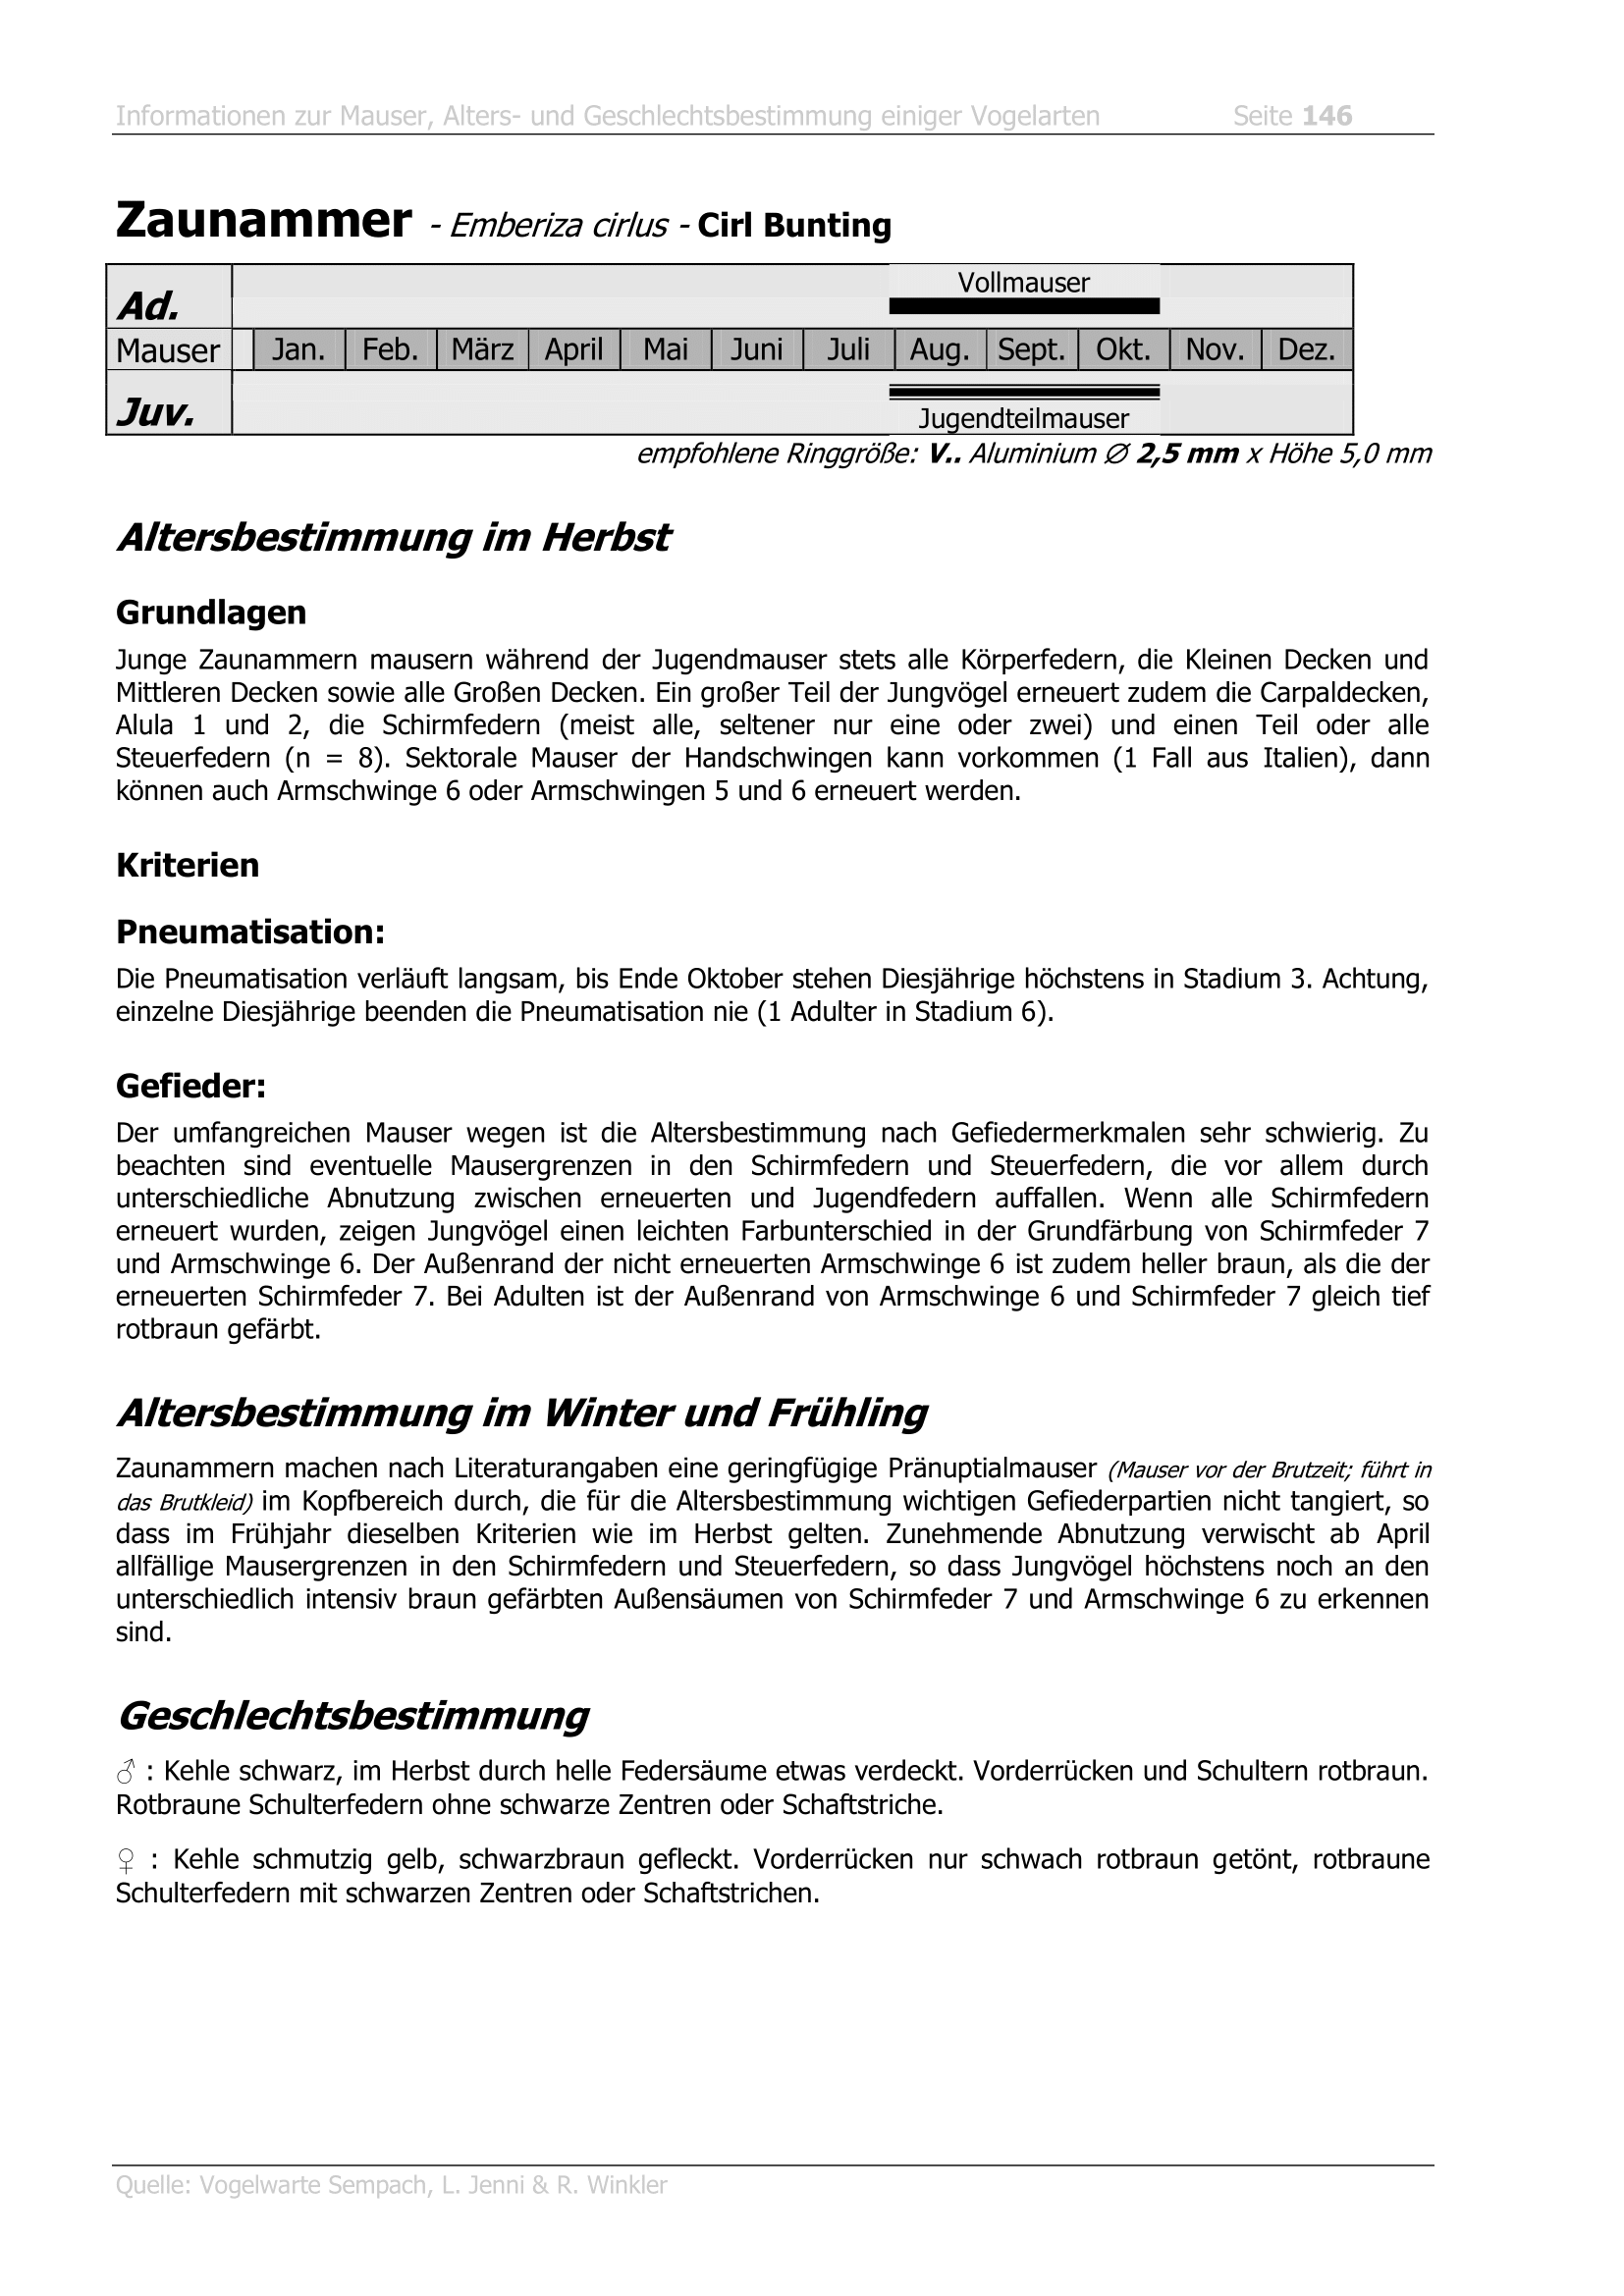 Informationen zur Mauser, Alters- und Geschlechtsbestimmung einiger Vogelarten Seite 146
Zaunammer - Emberiza cirlus - Cirl Bunting
Vollmauser
Ad.
Mauser Jan. Feb. März April Mai Juni Juli Aug. Sept. Okt. Nov. Dez.
Juv.
Jugendteilmauser
empfohlene Ringgröße: V.. Aluminium ∅ 2,5 mm x Höhe 5,0 mm
Altersbestimmung im Herbst
Grundlagen
Junge Zaunammern mausern während der Jugendmauser stets alle Körperfedern, die Kleinen Decken und
Mittleren Decken sowie alle Großen Decken. Ein großer Teil der Jungvögel erneuert zudem die Carpaldecken,
Alula 1 und 2, die Schirmfedern (meist alle, seltener nur eine oder zwei) und einen Teil oder alle
Steuerfedern (n = 8). Sektorale Mauser der Handschwingen kann vorkommen (1 Fall aus Italien), dann
können auch Armschwinge 6 oder Armschwingen 5 und 6 erneuert werden.
Kriterien
Pneumatisation:
Die Pneumatisation verläuft langsam, bis Ende Oktober stehen Diesjährige höchstens in Stadium 3. Achtung,
einzelne Diesjährige beenden die Pneumatisation nie (1 Adulter in Stadium 6).
Gefieder:
Der umfangreichen Mauser wegen ist die Altersbestimmung nach Gefiedermerkmalen sehr schwierig. Zu
beachten sind eventuelle Mausergrenzen in den Schirmfedern und Steuerfedern, die vor allem durch
unterschiedliche Abnutzung zwischen erneuerten und Jugendfedern auffallen. Wenn alle Schirmfedern
erneuert wurden, zeigen Jungvögel einen leichten Farbunterschied in der Grundfärbung von Schirmfeder 7
und Armschwinge 6. Der Außenrand der nicht erneuerten Armschwinge 6 ist zudem heller braun, als die der
erneuerten Schirmfeder 7. Bei Adulten ist der Außenrand von Armschwinge 6 und Schirmfeder 7 gleich tief
rotbraun gefärbt.
Altersbestimmung im Winter und Frühling
Zaunammern machen nach Literaturangaben eine geringfügige Pränuptialmauser (Mauser vor der Brutzeit; führt in
das Brutkleid) im Kopfbereich durch, die für die Altersbestimmung wichtigen Gefiederpartien nicht tangiert, so
dass im Frühjahr dieselben Kriterien wie im Herbst gelten. Zunehmende Abnutzung verwischt ab April
allfällige Mausergrenzen in den Schirmfedern und Steuerfedern, so dass Jungvögel höchstens noch an den
unterschiedlich intensiv braun gefärbten Außensäumen von Schirmfeder 7 und Armschwinge 6 zu erkennen
sind.
Geschlechtsbestimmung
♂ : Kehle schwarz, im Herbst durch helle Federsäume etwas verdeckt. Vorderrücken und Schultern rotbraun.
Rotbraune Schulterfedern ohne schwarze Zentren oder Schaftstriche.
♀ : Kehle schmutzig gelb, schwarzbraun gefleckt. Vorderrücken nur schwach rotbraun getönt, rotbraune
Schulterfedern mit schwarzen Zentren oder Schaftstrichen.
Quelle: Vogelwarte Sempach, L. Jenni & R. Winkler